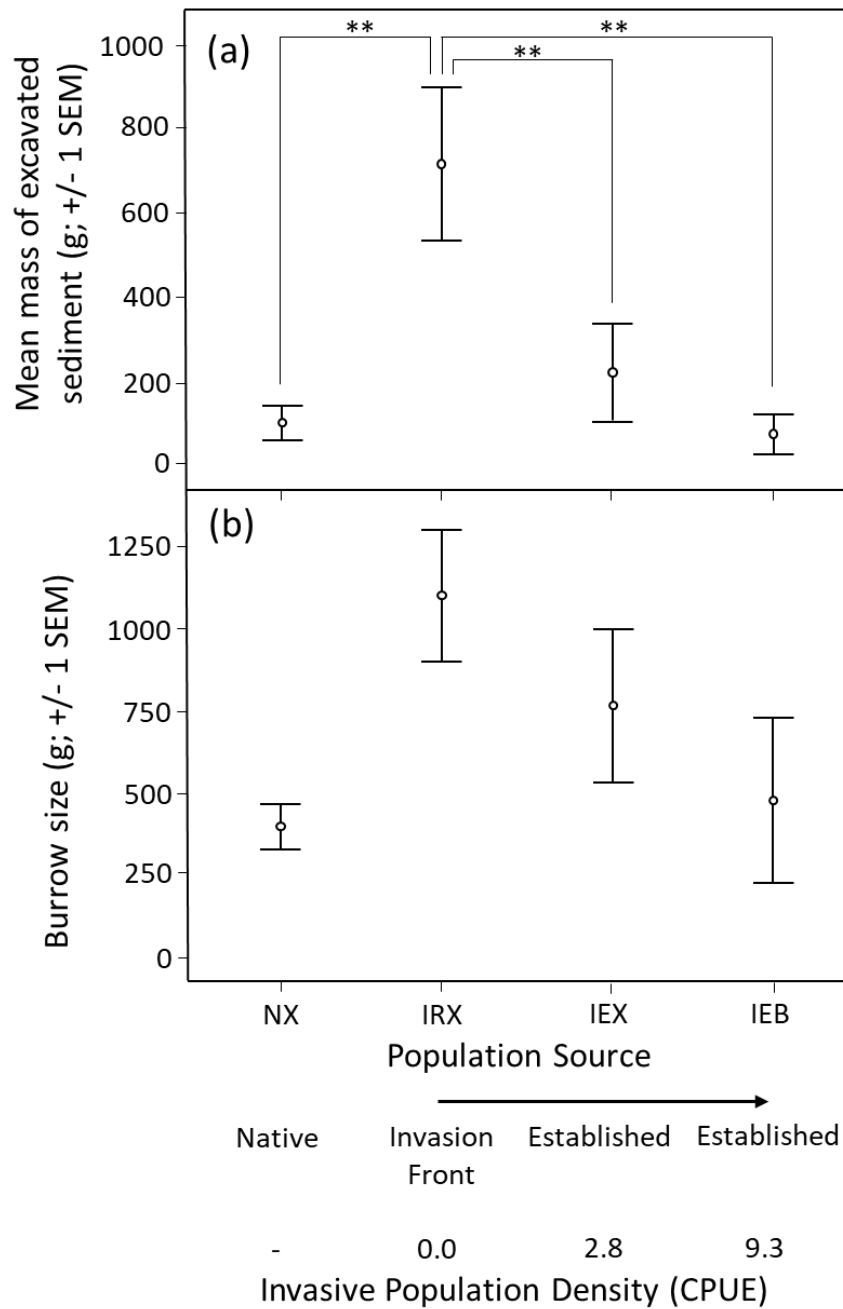 (a)
**
**
**
Mean mass of excavated
sediment (g; +/- 1 SEM)
1000
800
600
400
200
0
(b)
Burrow size (g; +/- 1 SEM)
1250
1000
750
500
250
0
NX IRX IEX IEB
Population Source
Native Invasion Established Established
Front
- 0.0 2.8 9.3
Invasive Population Density (CPUE)